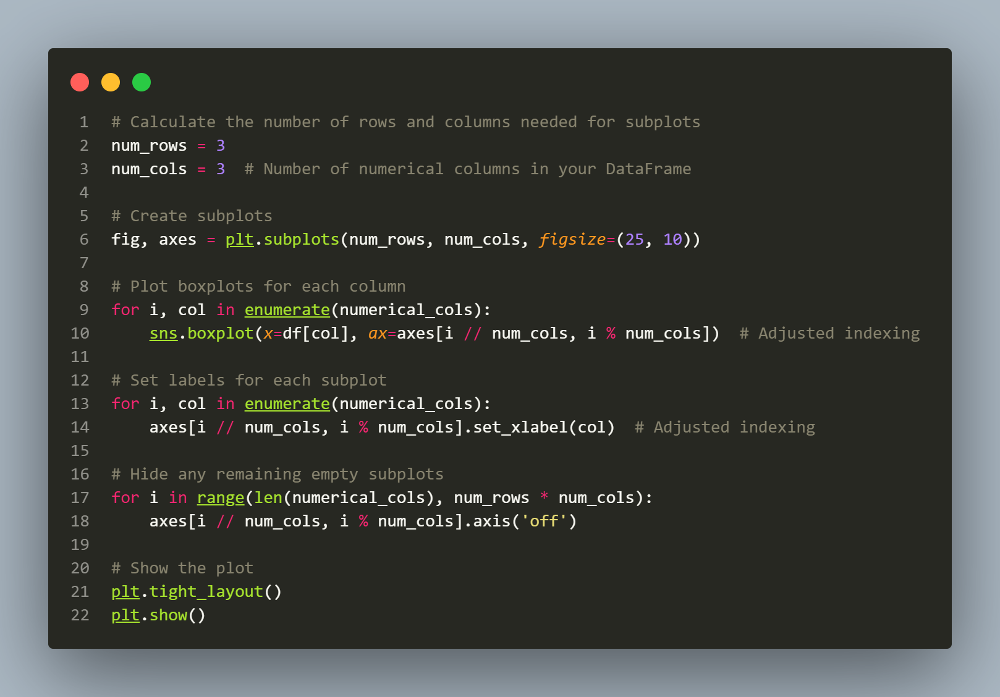 1 # Calculate the number of rows and columns needed for subplots
2 num_rows = 3
3 num_cols = 3  # Number of numerical columns in your DataFrame
4
5 # Create subplots
6 fig, axes = plt.subplots(num_rows, num_cols, figsize=(25, 10))
7
8 # Plot boxplots for each column
9 for i, col in enumerate(numerical_cols):
10     sns.boxplot(x=df[col], ax=axes[i // num_cols, i % num_cols])  # Adjusted indexing
11
12 # Set labels for each subplot
13 for i, col in enumerate(numerical_cols):
14     axes[i // num_cols, i % num_cols].set_xlabel(col)  # Adjusted indexing
15
16 # Hide any remaining empty subplots
17 for i in range(len(numerical_cols), num_rows * num_cols):
18     axes[i // num_cols, i % num_cols].axis('off')
19
20 # Show the plot
21 plt.tight_layout()
22 plt.show()